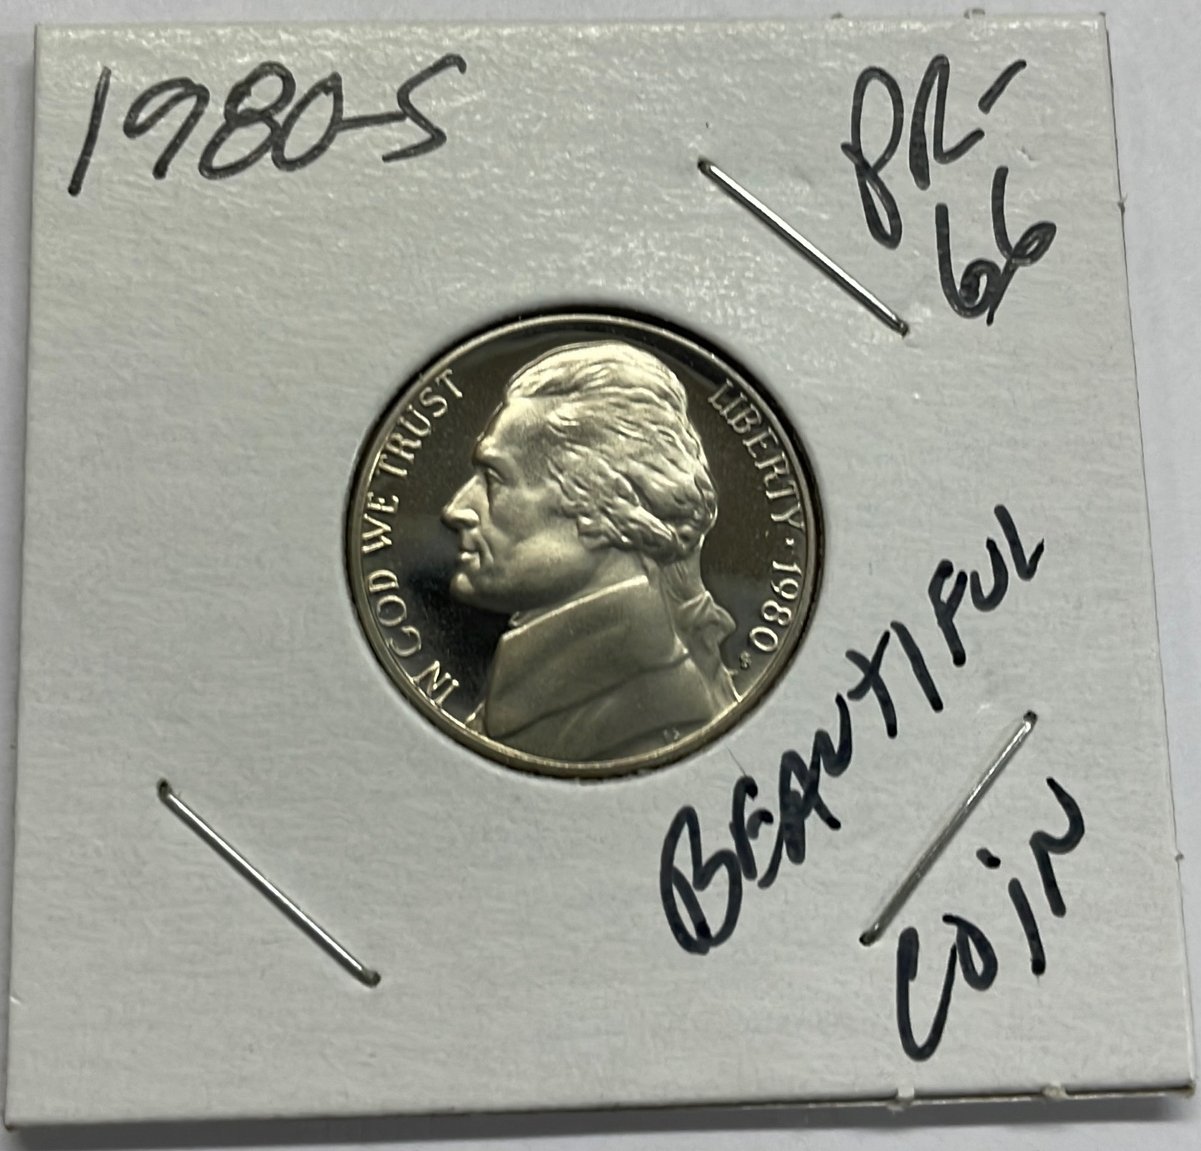 1980-S
PR-
66
IN GOD WE TRUST
LIBERTY · 1980
S
BEAUTIFUL
COIN